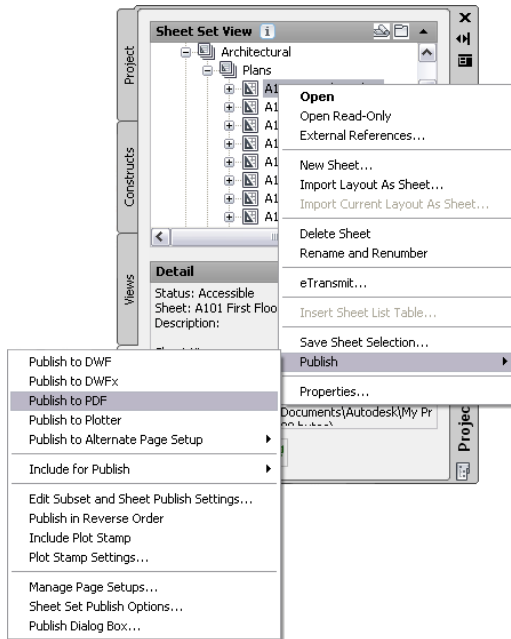 Sheet Set View
Architectural
Plans
A1
A1
A1
A1
A1
A1
A1
A1
Project
Constructs
Views
Open
Open Read-Only
External References...
New Sheet...
Import Layout As Sheet...
Import Current Layout As Sheet...
Delete Sheet
Rename and Renumber
eTransmit...
Insert Sheet List Table...
Save Sheet Selection...
Publish
Properties...
Detail
Status: Accessible
Sheet: A101 First Floo
Description:
Documents\Autodesk\My Pr
Projec
Publish to DWF
Publish to DWFx
Publish to PDF
Publish to Plotter
Publish to Alternate Page Setup
Include for Publish
Edit Subset and Sheet Publish Settings...
Publish in Reverse Order
Include Plot Stamp
Plot Stamp Settings...
Manage Page Setups...
Sheet Set Publish Options...
Publish Dialog Box...